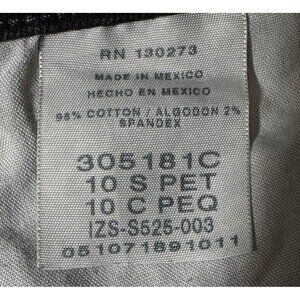 RN 130273
MADE IN MEXICO
HECHO EN MEXICO
98% COTTON / ALGODON 2%
SPANDEX
305181C
10 S PET
10 C PEQ
IZS-S525-003
051071891011